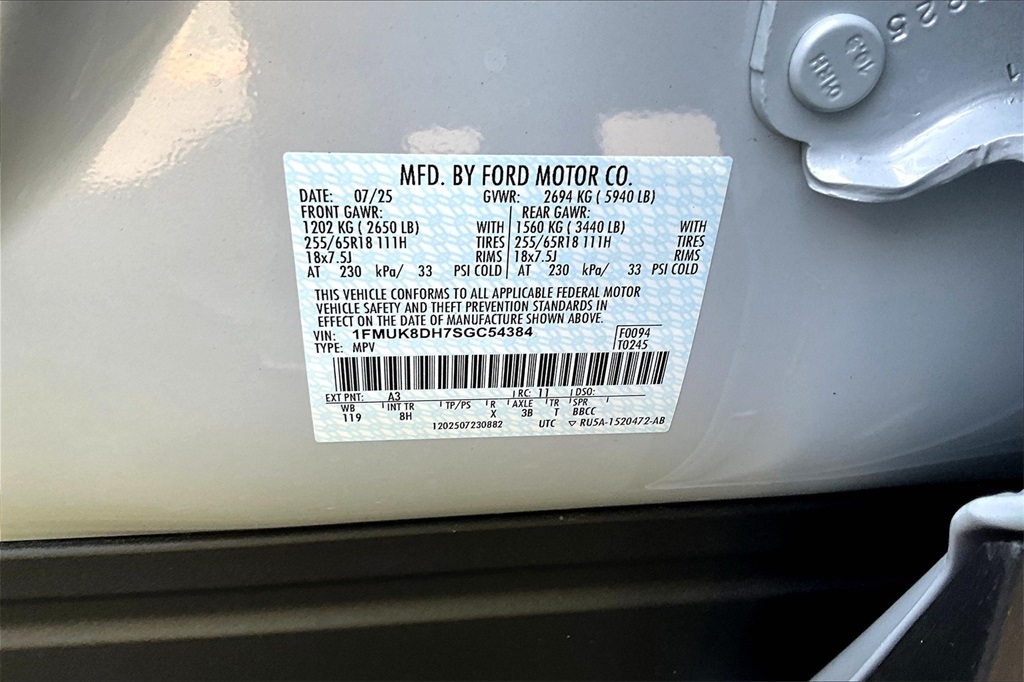 MFD. BY FORD MOTOR CO.
DATE: 07/25 GVWR: 2694 KG ( 5940 LB)
FRONT GAWR: REAR GAWR:
1202 KG ( 2650 LB) WITH 1560 KG ( 3440 LB) WITH
255/65R18 111H TIRES 255/65R18 111H TIRES
18x7.5J RIMS 18x7.5J RIMS
AT 230 kPa/ 33 PSI COLD AT 230 kPa/ 33 PSI COLD
THIS VEHICLE CONFORMS TO ALL APPLICABLE FEDERAL MOTOR
VEHICLE SAFETY AND THEFT PREVENTION STANDARDS IN
EFFECT ON THE DATE OF MANUFACTURE SHOWN ABOVE.
VIN: 1FMUK8DH7SGC54384 F0094
TYPE: MPV T0245
EXT PNT: A3 RC: 11 DSO:
WB INT TR TP/PS R AXLE TR SPR
119 8H X 3B T BBCC
1202507230882 UTC ▽ RU5A-1520472-AB
HRH